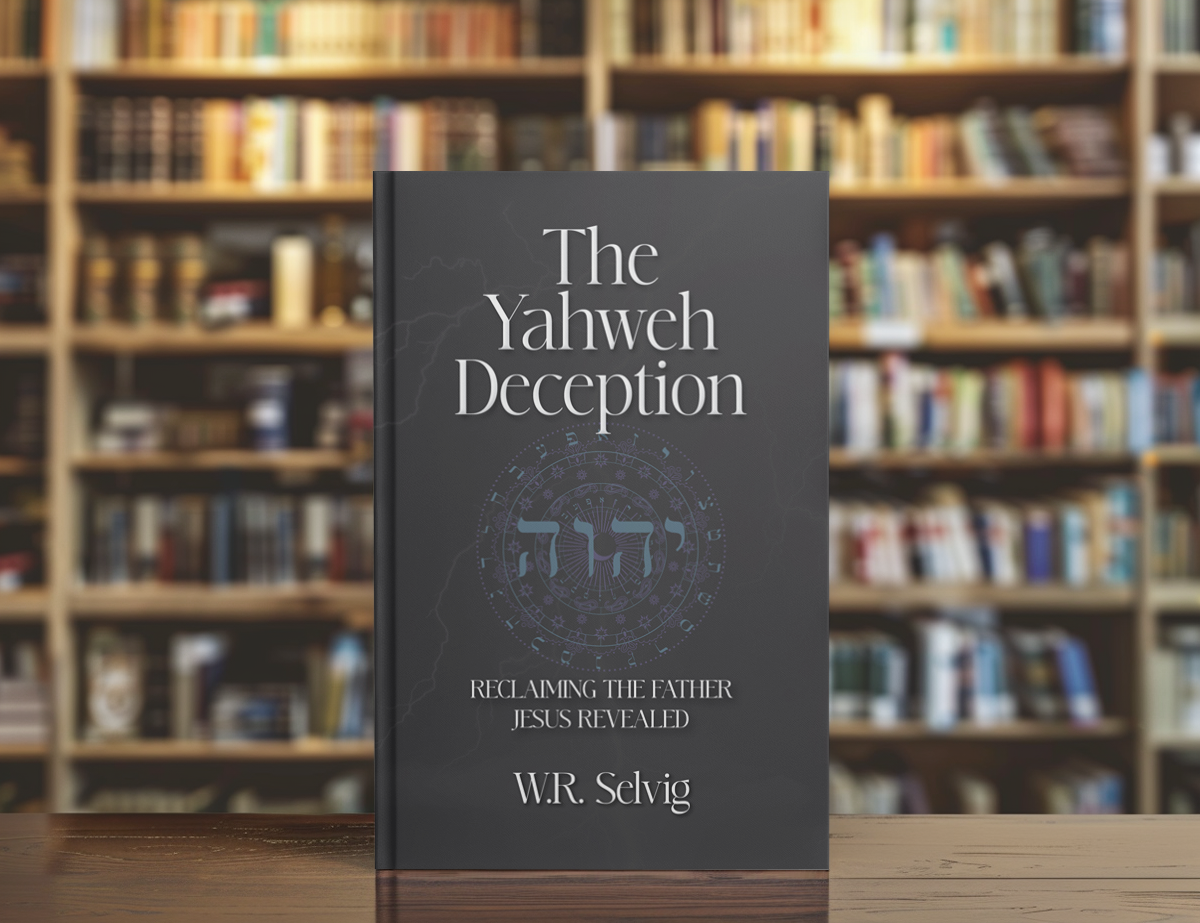 The
Yahweh
Deception
יהוה
RECLAIMING THE FATHER
JESUS REVEALED
W.R. Selvig